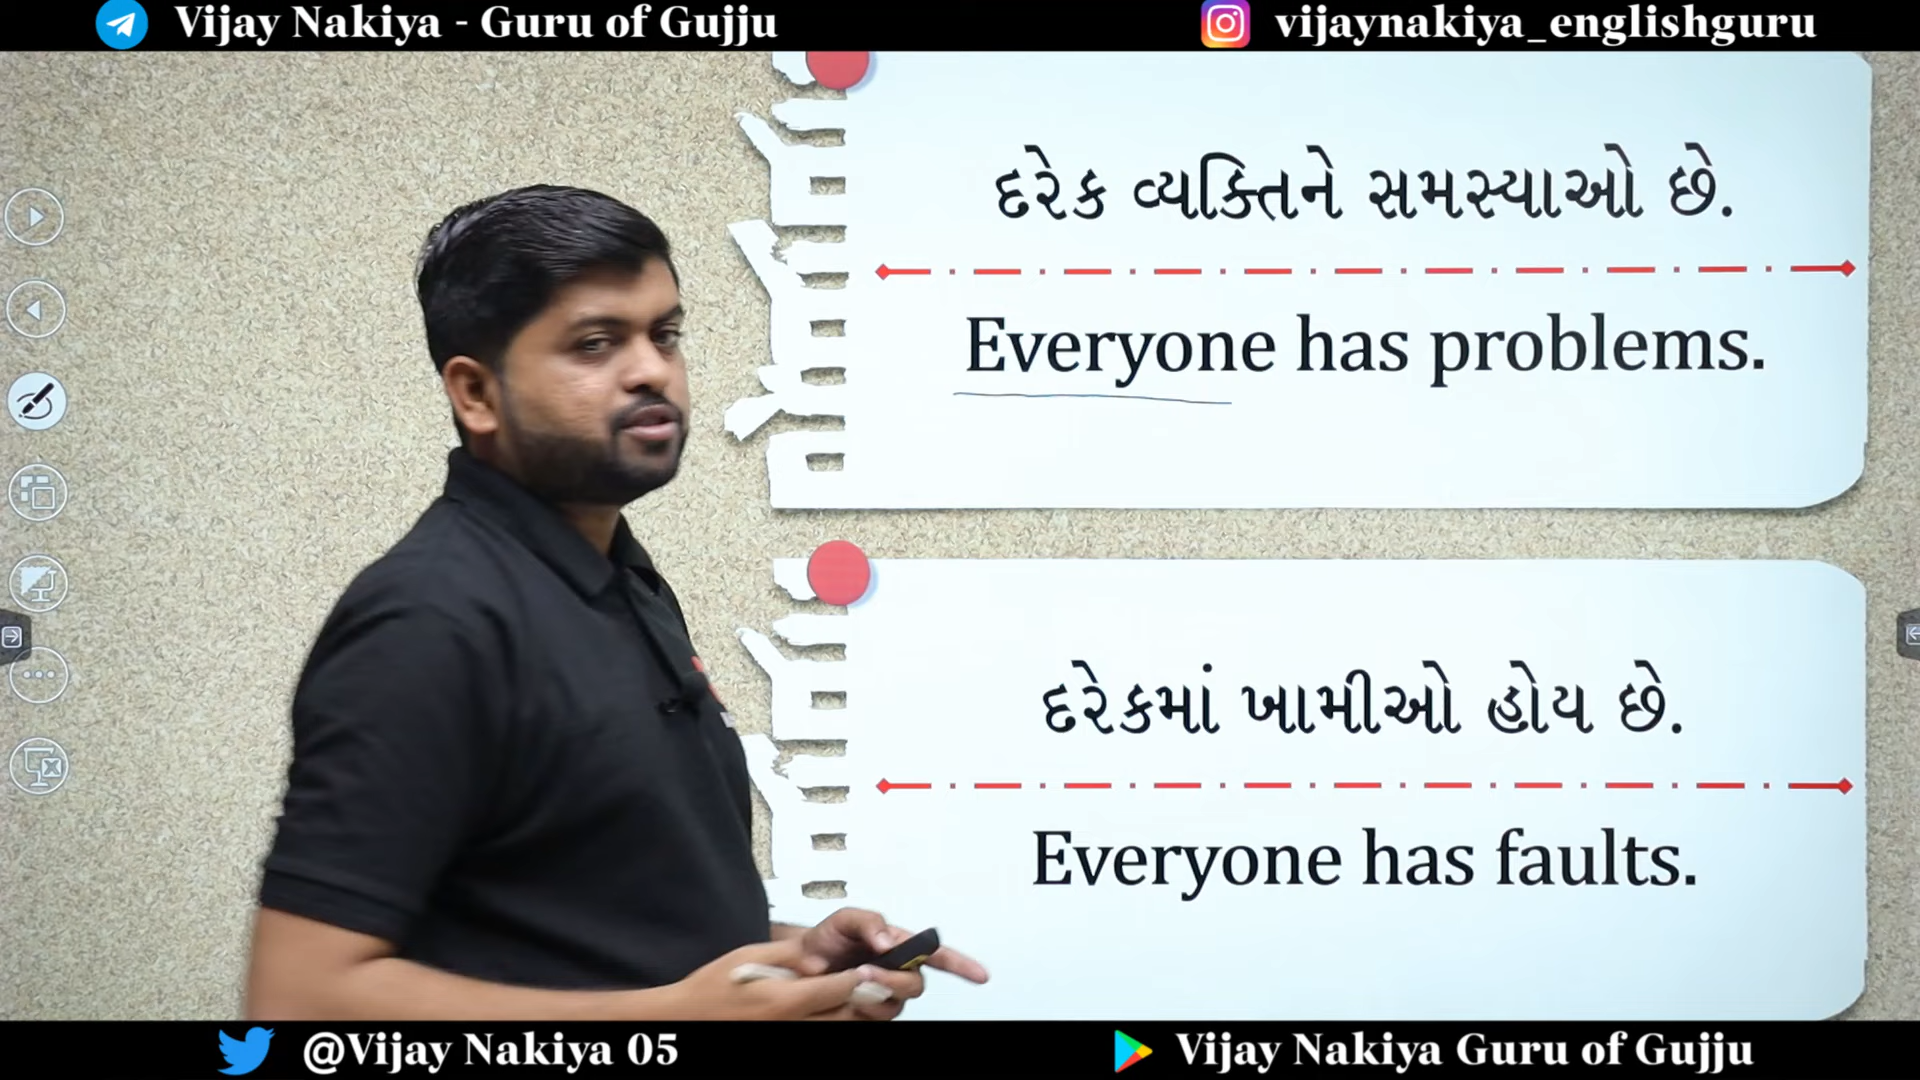 Vijay Nakiya - Guru of Gujju
vijaynakiya_englishguru
દરેક વ્યક્તિને સમસ્યાઓ છે.
Everyone has problems.
દરેકમાં ખામીઓ હોય છે.
Everyone has faults.
@Vijay Nakiya 05
Vijay Nakiya Guru of Gujju